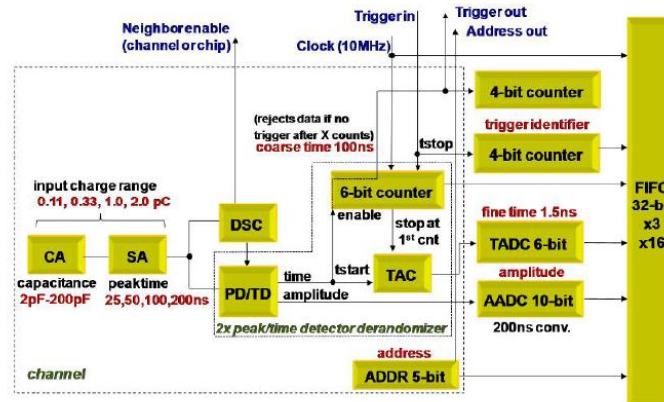 Trigger in
Trigger out
Neighbor enable
(channel or chip)
Address out
Clock (10MHz)
4-bit counter
(rejects data if no
trigger after X counts)
coarse time 100ns
trigger identifier
tstop
4-bit counter
input charge range
0.11, 0.33, 1.0, 2.0 pC
6-bit counter
FIFO
32-b
x3
x16
enable
stop at
1st cnt
fine time 1.5ns
DSC
CA
SA
TADC 6-bit
capacitance
2pF-200pF
peaktime
25,50,100,200ns
PD/TD
time
amplitude
tstart
TAC
amplitude
AADC 10-bit
200ns conv.
2x peak/time detector derandomizer
address
channel
ADDR 5-bit